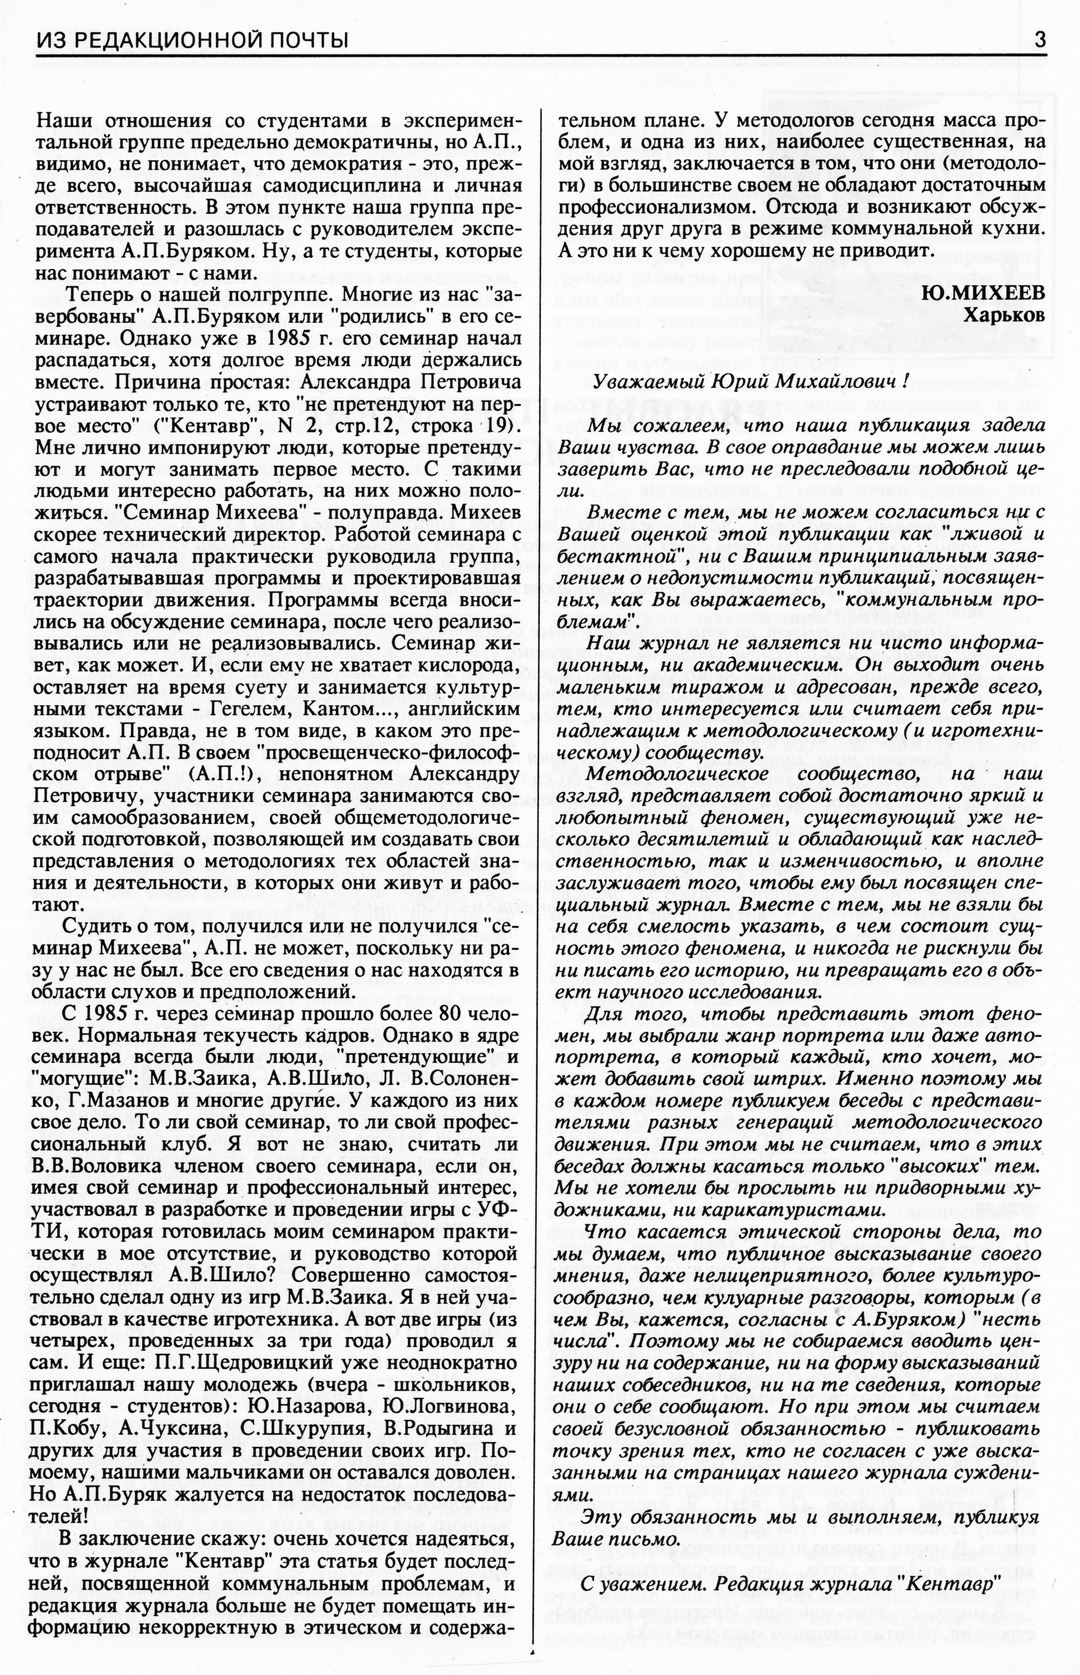 ИЗ РЕДАКЦИОННОЙ ПОЧТЫ 3
Наши отношения со студентами в эксперимен-
тальной группе предельно демократичны, но А.П.,
видимо, не понимает, что демократия - это, преж-
де всего, высочайшая самодисциплина и личная
ответственность. В этом пункте наша группа пре-
подавателей и разошлась с руководителем экспе-
римента А.П.Буряком. Ну, а те студенты, которые
нас понимают - с нами.
Теперь о нашей полгруппе. Многие из нас "за-
вербованы" А.П.Буряком или "родились" в его се-
минаре. Однако уже в 1985 г. его семинар начал
распадаться, хотя долгое время люди держались
вместе. Причина простая: Александра Петровича
устраивают только те, кто "не претендуют на пер-
вое место" ("Кентавр", N 2, стр.12, строка 19).
Мне лично импонируют люди, которые претенду-
ют и могут занимать первое место. С такими
людьми интересно работать, на них можно поло-
житься. "Семинар Михеева" - полуправда. Михеев
скорее технический директор. Работой семинара с
самого начала практически руководила группа,
разрабатывавшая программы и проектировавшая
траектории движения. Программы всегда вноси-
лись на обсуждение семинара, после чего реализо-
вывались или не реализовывались. Семинар жи-
вет, как может. И, если ему не хватает кислорода,
оставляет на время суету и занимается культур-
ными текстами - Гегелем, Кантом..., английским
языком. Правда, не в том виде, в каком это пре-
подносит А.П. В своем "просвещенческо-философ-
ском отрыве" (А.П.!), непонятном Александру
Петровичу, участники семинара занимаются сво-
им самообразованием, своей общеметодологиче-
ской подготовкой, позволяющей им создавать свои
представления о методологиях тех областей зна-
ния и деятельности, в которых они живут и рабо-
тают.
Судить о том, получился или не получился "се-
минар Михеева", А.П. не может, поскольку ни ра-
зу у нас не был. Все его сведения о нас находятся в
области слухов и предположений.
С 1985 г. через семинар прошло более 80 чело-
век. Нормальная текучесть кадров. Однако в ядре
семинара всегда были люди, "претендующие" и
"могущие": М.В.Заика, А.В.Шило, Л. В.Солонен-
ко, Г.Мазанов и многие другие. У каждого из них
свое дело. То ли свой семинар, то ли свой профес-
сиональный клуб. Я вот не знаю, считать ли
В.В.Воловика членом своего семинара, если он,
имея свой семинар и профессиональный интерес,
участвовал в разработке и проведении игры с УФ-
ТИ, которая готовилась моим семинаром практи-
чески в мое отсутствие, и руководство которой
осуществлял А.В.Шило? Совершенно самостоя-
тельно сделал одну из игр М.В.Заика. Я в ней уча-
ствовал в качестве игротехника. А вот две игры (из
четырех, проведенных за три года) проводил я
сам. И еще: П.Г.Щедровицкий уже неоднократно
приглашал нашу молодежь (вчера - школьников,
сегодня - студентов): Ю.Назарова, Ю.Логвинова,
П.Кобу, А.Чуксина, С.Шкурупия, В.Родыгина и
других для участия в проведении своих игр. По-
моему, нашими мальчиками он оставался доволен.
Но А.П.Буряк жалуется на недостаток последова-
телей!
В заключение скажу: очень хочется надеяться,
что в журнале "Кентавр" эта статья будет послед-
ней, посвященной коммунальным проблемам, и
редакция журнала больше не будет помещать ин-
формацию некорректную в этическом и содержа-
тельном плане. У методологов сегодня масса про-
блем, и одна из них, наиболее существенная, на
мой взгляд, заключается в том, что они (методоло-
ги) в большинстве своем не обладают достаточным
профессионализмом. Отсюда и возникают обсуж-
дения друг друга в режиме коммунальной кухни.
А это ни к чему хорошему не приводит.
Ю.МИХЕЕВ
Харьков
Уважаемый Юрий Михайлович !
Мы сожалеем, что наша публикация задела
Ваши чувства. В свое оправдание мы можем лишь
заверить Вас, что не преследовали подобной це-
ли.
Вместе с тем, мы не можем согласиться ни с
Вашей оценкой этой публикации как "лживой и
бестактной", ни с Вашим принципиальным заяв-
лением о недопустимости публикаций, посвящен-
ных, как Вы выражаетесь, "коммунальным про-
блемам".
Наш журнал не является ни чисто информа-
ционным, ни академическим. Он выходит очень
маленьким тиражом и адресован, прежде всего,
тем, кто интересуется или считает себя при-
надлежащим к методологическому (и игротехни-
ческому) сообществу.
Методологическое сообщество, на наш
взгляд, представляет собой достаточно яркий и
любопытный феномен, существующий уже не-
сколько десятилетий и обладающий как наслед-
ственностью, так и изменчивостью, и вполне
заслуживает того, чтобы ему был посвящен спе-
циальный журнал. Вместе с тем, мы не взяли бы
на себя смелость указать, в чем состоит сущ-
ность этого феномена, и никогда не рискнули бы
ни писать его историю, ни превращать его в объ-
ект научного исследования.
Для того, чтобы представить этот фено-
мен, мы выбрали жанр портрета или даже авто-
портрета, в который каждый, кто хочет, мо-
жет добавить свой штрих. Именно поэтому мы
в каждом номере публикуем беседы с представи-
телями разных генераций методологического
движения. При этом мы не считаем, что в этих
беседах должны касаться только "высоких" тем.
Мы не хотели бы прослыть ни придворными ху-
дожниками, ни карикатуристами.
Что касается этической стороны дела, то
мы думаем, что публичное высказывание своего
мнения, даже нелицеприятного, более культуро-
сообразно, чем кулуарные разговоры, которым (в
чем Вы, кажется, согласны с А.Буряком) "несть
числа". Поэтому мы не собираемся вводить цен-
зуру ни на содержание, ни на форму высказываний
наших собеседников, ни на те сведения, которые
они о себе сообщают. Но при этом мы считаем
своей безусловной обязанностью - публиковать
точку зрения тех, кто не согласен с уже выска-
занными на страницах нашего журнала суждени-
ями.
Эту обязанность мы и выполняем, публикуя
Ваше письмо.
С уважением. Редакция журнала "Кентавр"